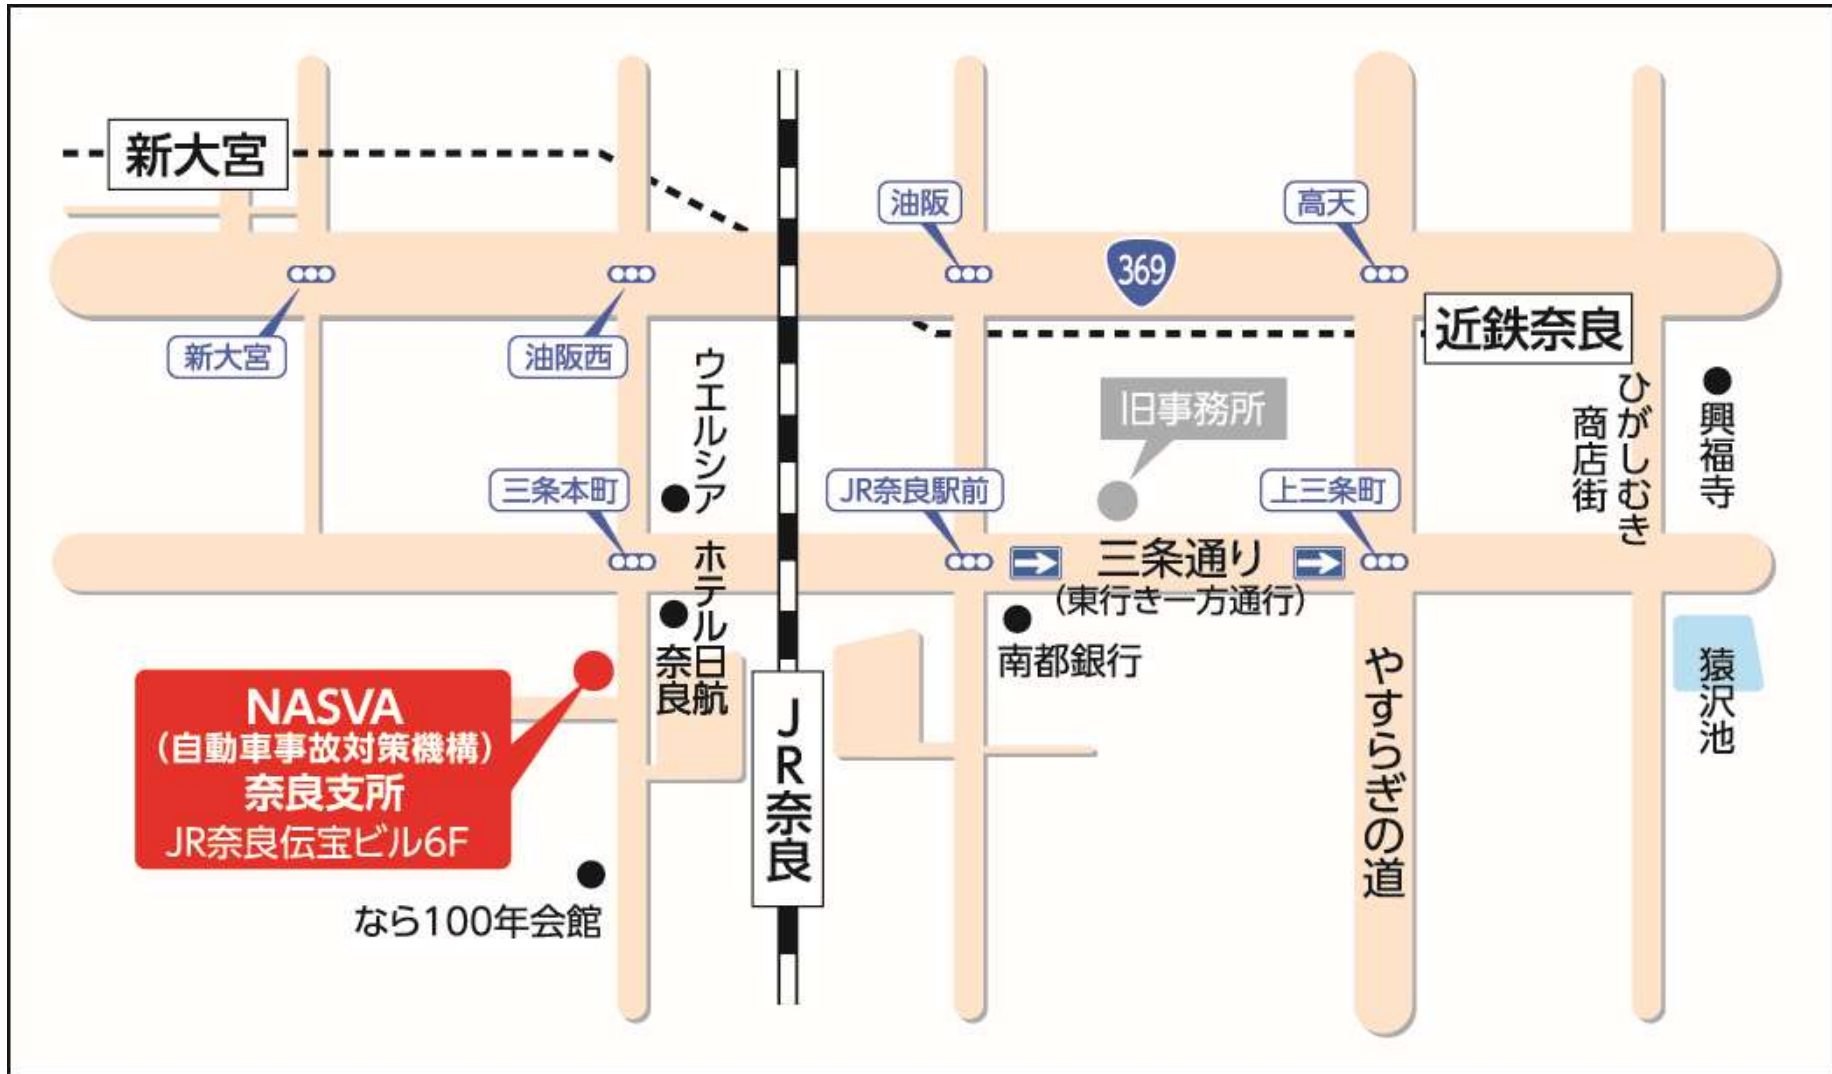 新大宮
油阪
高天
369
新大宮
油阪西
近鉄奈良
ウエルシア
旧事務所
ひがしむき
商店街
興福寺
三条本町
JR奈良駅前
上三条町
三条通り
(東行き一方通行)
ホテル日航
奈良
南都銀行
やすらぎの道
猿沢池
NASVA
(自動車事故対策機構)
奈良支所
JR奈良伝宝ビル6F
JR奈良
なら100年会館